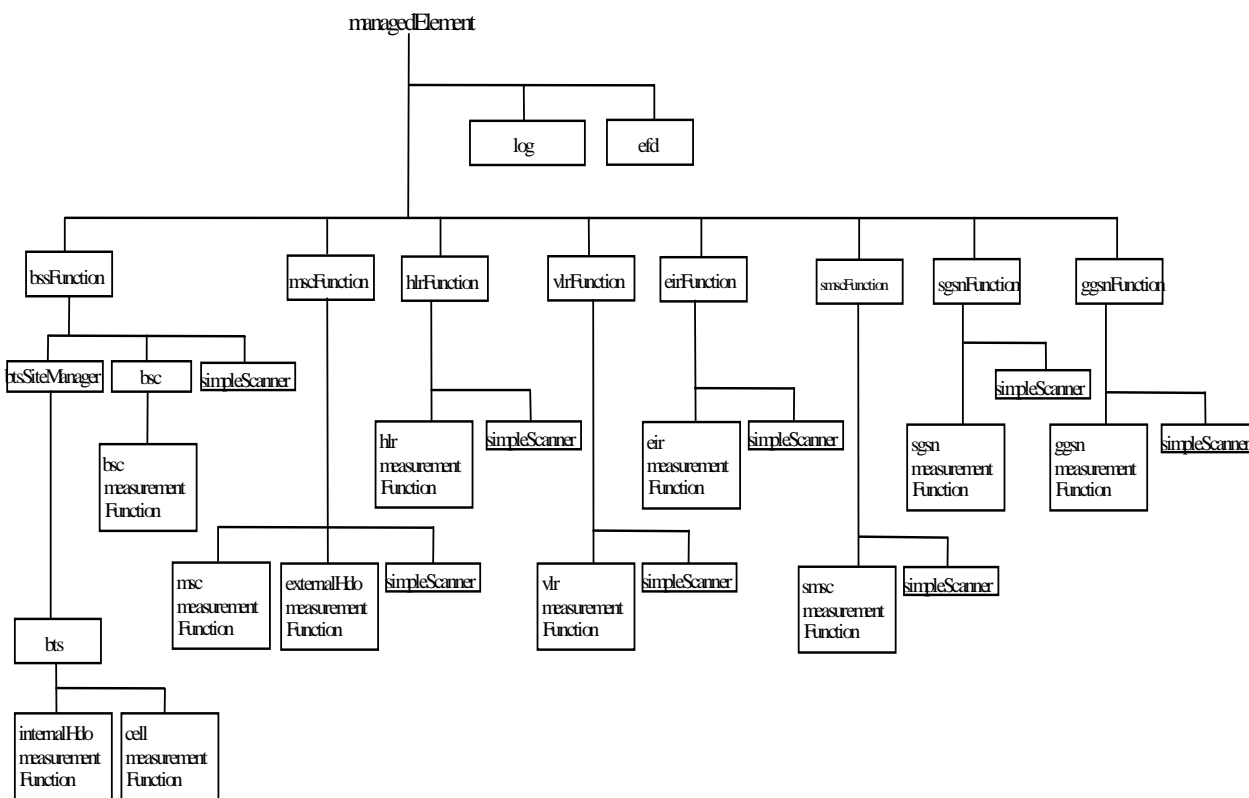 managedElement
log
efd
bssFunction
mscFunction
hlrFunction
vlrFunction
eirFunction
smscFunction
sgsnFunction
ggsnFunction
btsSiteManager
bsc
simpleScanner
simpleScanner
simpleScanner
bsc
measurement
Function
hlr
measurement
Function
simpleScanner
eir
measurement
Function
simpleScanner
sgsn
measurement
Function
ggsn
measurement
Function
msc
measurement
Function
externalHdo
measurement
Function
simpleScanner
vlr
measurement
Function
simpleScanner
smsc
measurement
Function
simpleScanner
bts
internalHdo
measurement
Function
cell
measurement
Function
simpleScanner